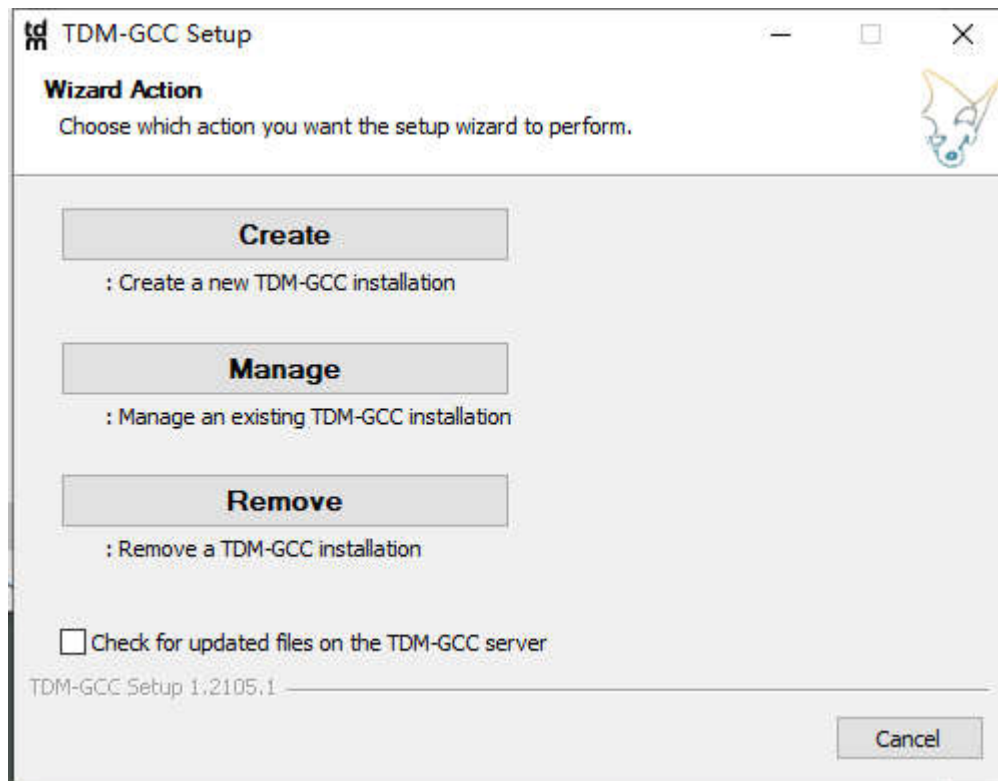 tdm TDM-GCC Setup
Wizard Action
Choose which action you want the setup wizard to perform.
Create
: Create a new TDM-GCC installation
Manage
: Manage an existing TDM-GCC installation
Remove
: Remove a TDM-GCC installation
Check for updated files on the TDM-GCC server
TDM-GCC Setup 1.2105.1
Cancel